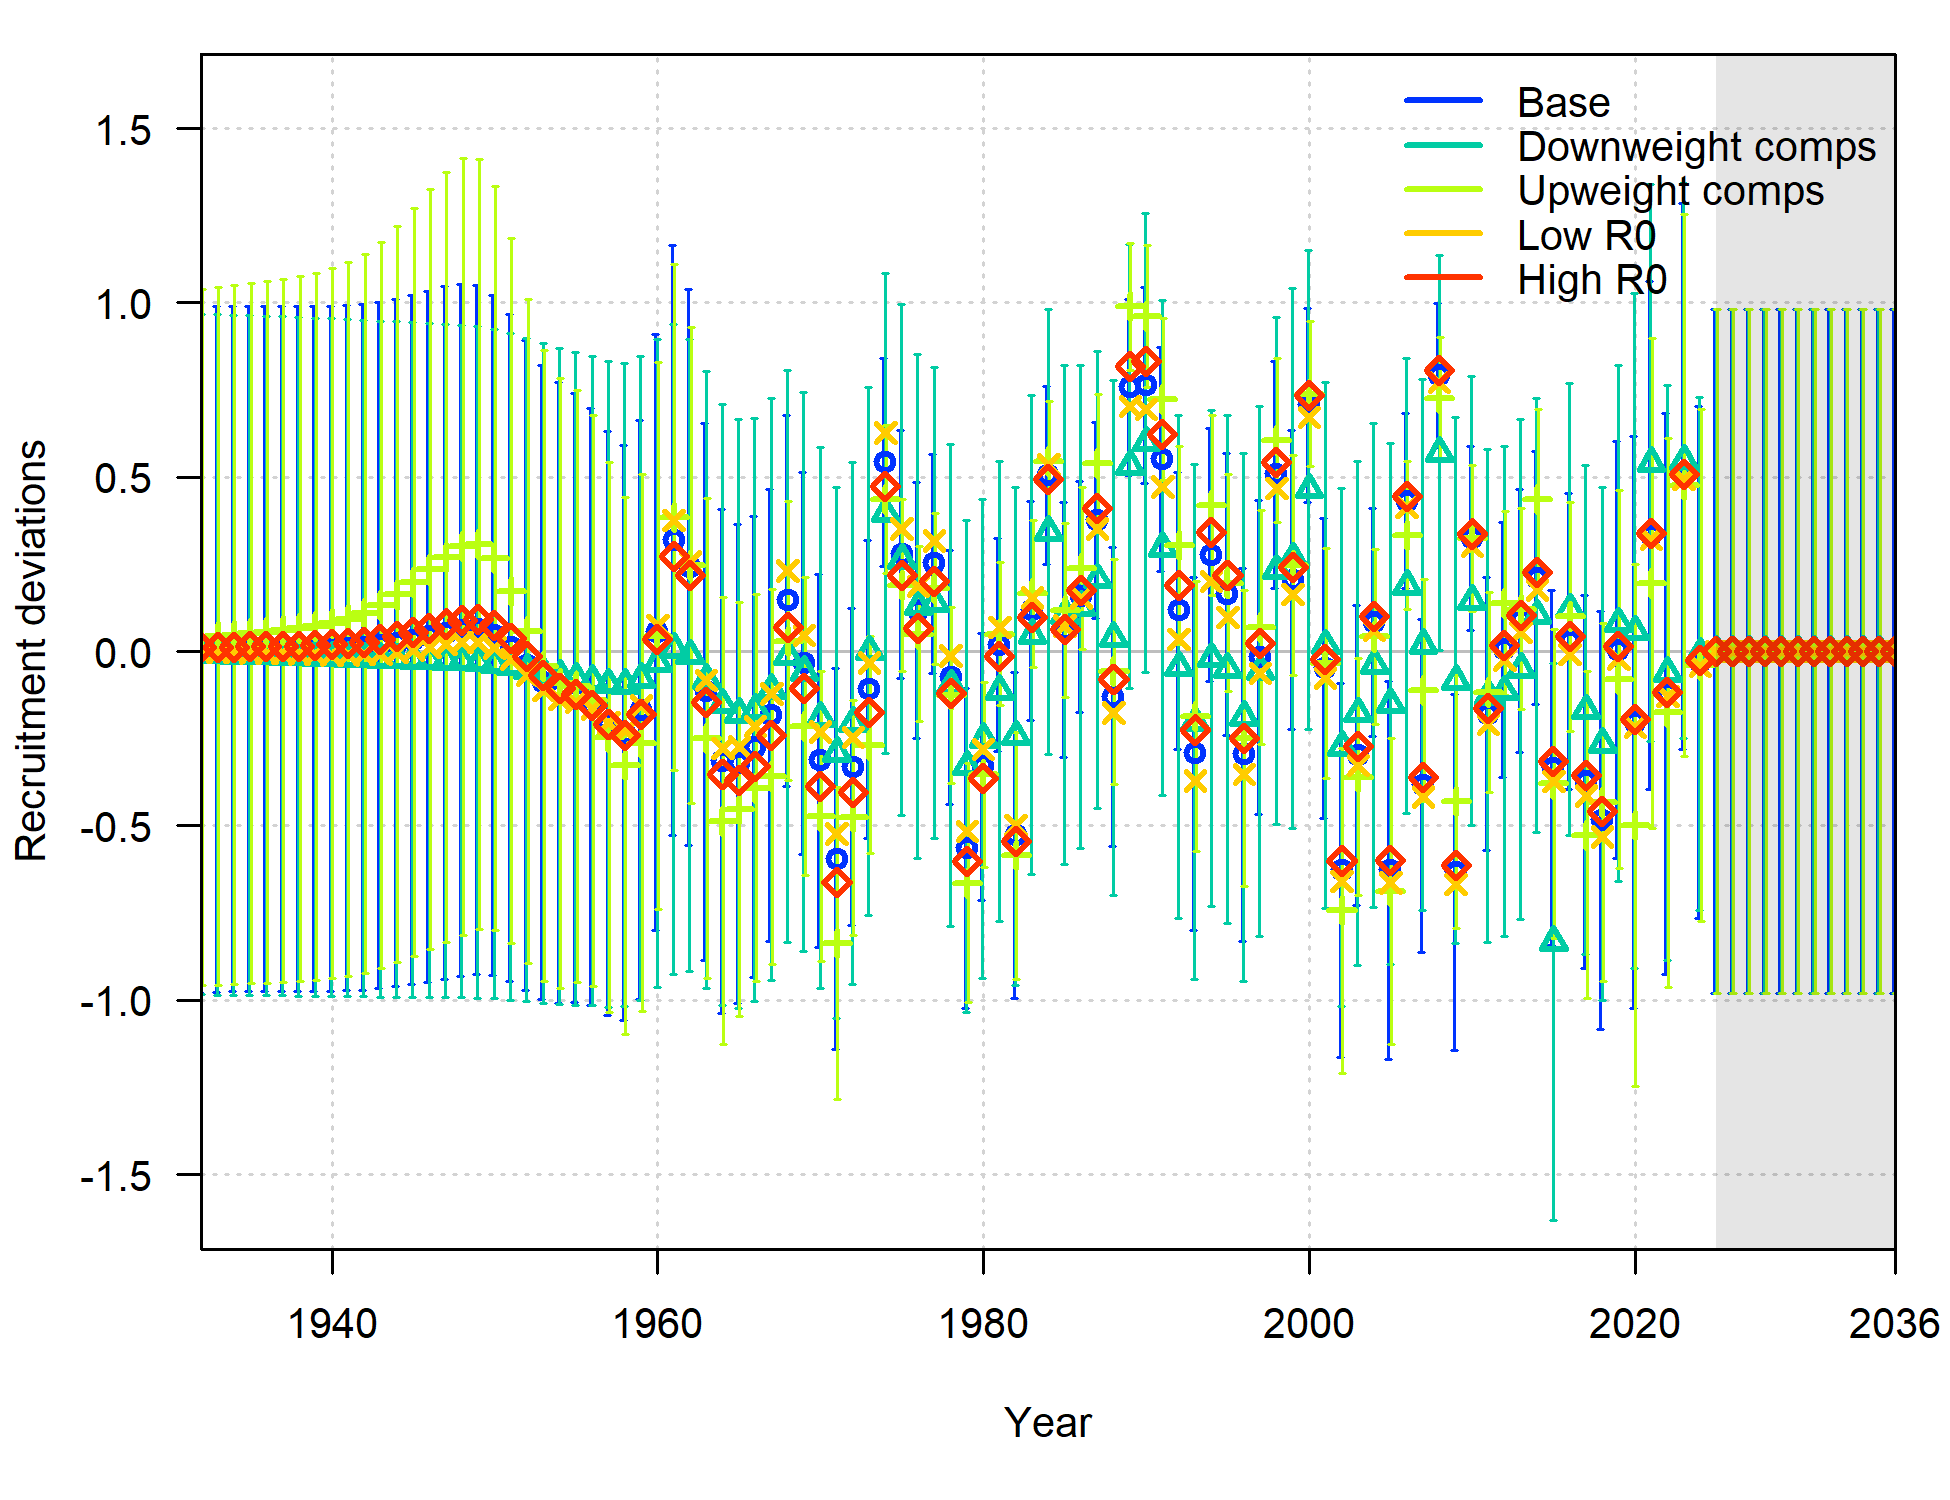 Base
Downweight comps
Upweight comps
Low R0
High R0
1.5
1.0
0.5
0.0
-0.5
-1.0
-1.5
Recruitment deviations
1940
1960
1980
2000
2020
2036
Year